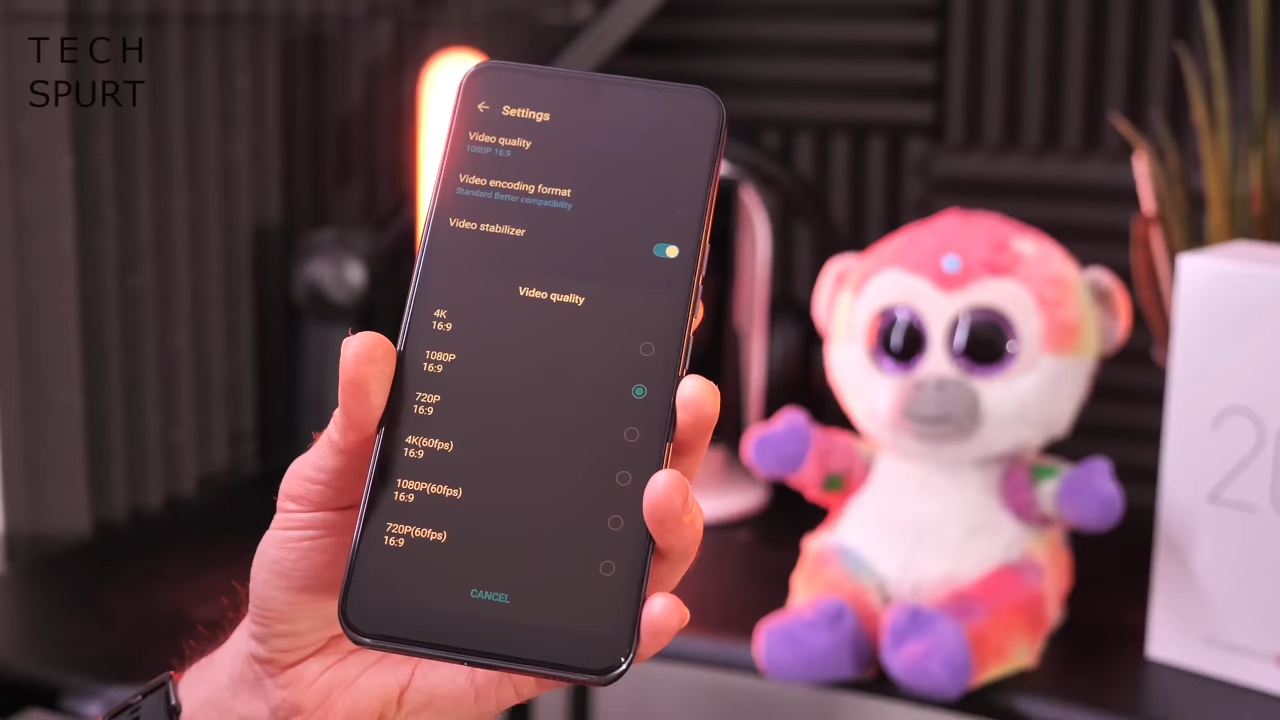 TECH
SPURT
Settings
Video quality
1080P 16:9
Video encoding format
Standard Better compatibility
Video stabilizer
Video quality
4K
16:9
1080P
16:9
720P
16:9
4K(60fps)
16:9
1080P(60fps)
16:9
720P(60fps)
16:9
CANCEL